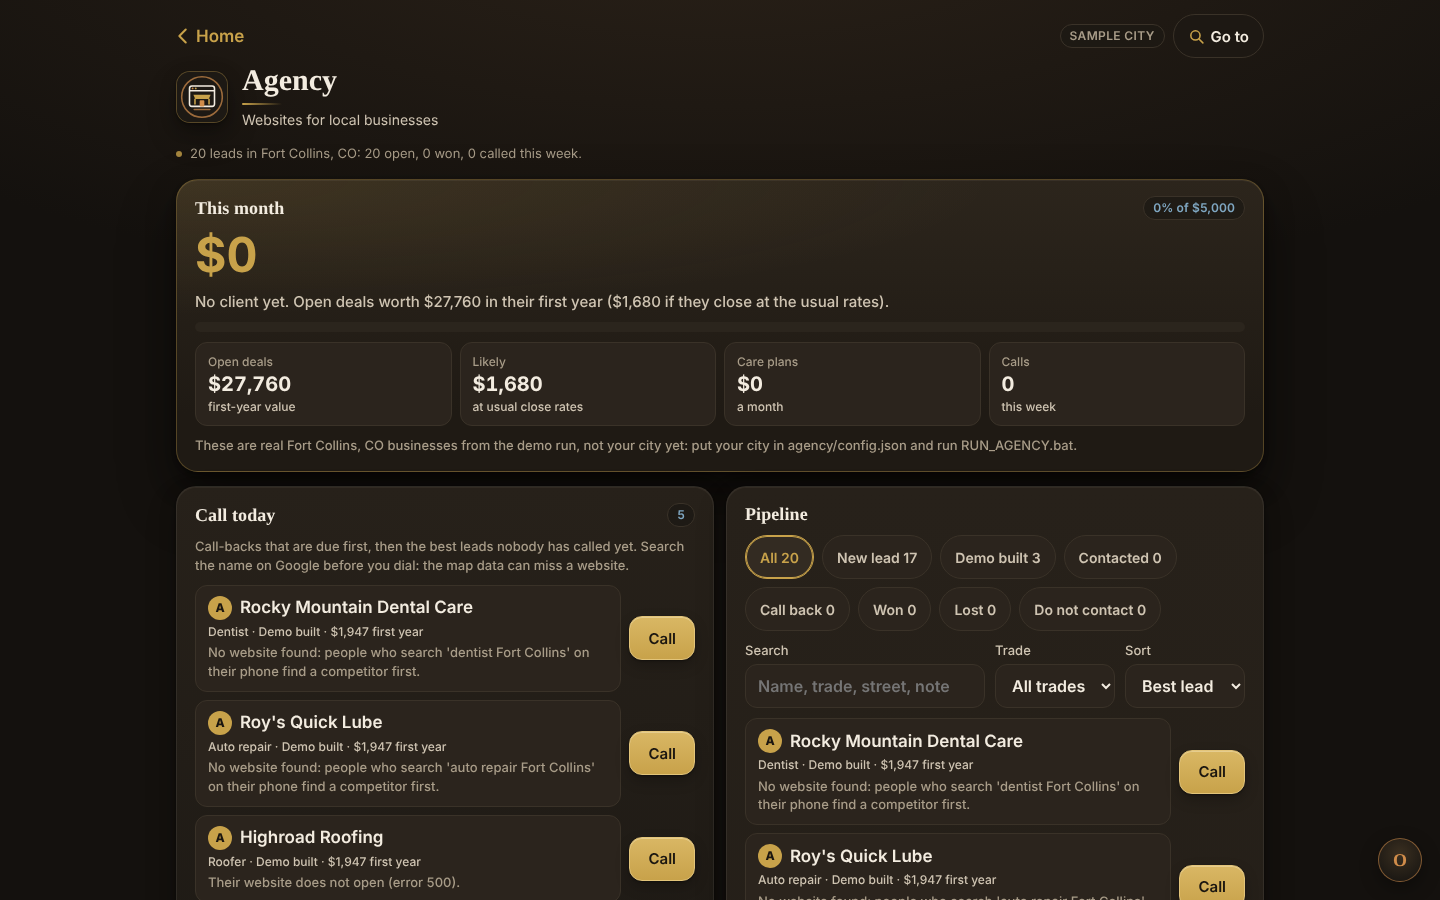 Home
SAMPLE CITY
Go to
Agency
Websites for local businesses
20 leads in Fort Collins, CO: 20 open, 0 won, 0 called this week.
This month
0% of $5,000
$0
No client yet. Open deals worth $27,760 in their first year ($1,680 if they close at the usual rates).
Open deals
$27,760
first-year value
Likely
$1,680
at usual close rates
Care plans
$0
a month
Calls
0
this week
These are real Fort Collins, CO businesses from the demo run, not your city yet: put your city in agency/config.json and run RUN_AGENCY.bat.
Call today
5
Call-backs that are due first, then the best leads nobody has called yet. Search
the name on Google before you dial: the map data can miss a website.
A Rocky Mountain Dental Care
Dentist · Demo built · $1,947 first year
No website found: people who search 'dentist Fort Collins' on
their phone find a competitor first.
Call
A Roy's Quick Lube
Auto repair · Demo built · $1,947 first year
No website found: people who search 'auto repair Fort Collins'
on their phone find a competitor first.
Call
A Highroad Roofing
Roofer · Demo built · $1,947 first year
Their website does not open (error 500).
Call
Pipeline
All 20
New lead 17
Demo built 3
Contacted 0
Call back 0
Won 0
Lost 0
Do not contact 0
Search
Name, trade, street, note
Trade
All trades
Sort
Best lead
A Rocky Mountain Dental Care
Dentist · Demo built · $1,947 first year
No website found: people who search 'dentist Fort Collins' on
their phone find a competitor first.
Call
A Roy's Quick Lube
Auto repair · Demo built · $1,947 first year
No website found: people who search 'auto repair Fort Collins'
Call
O